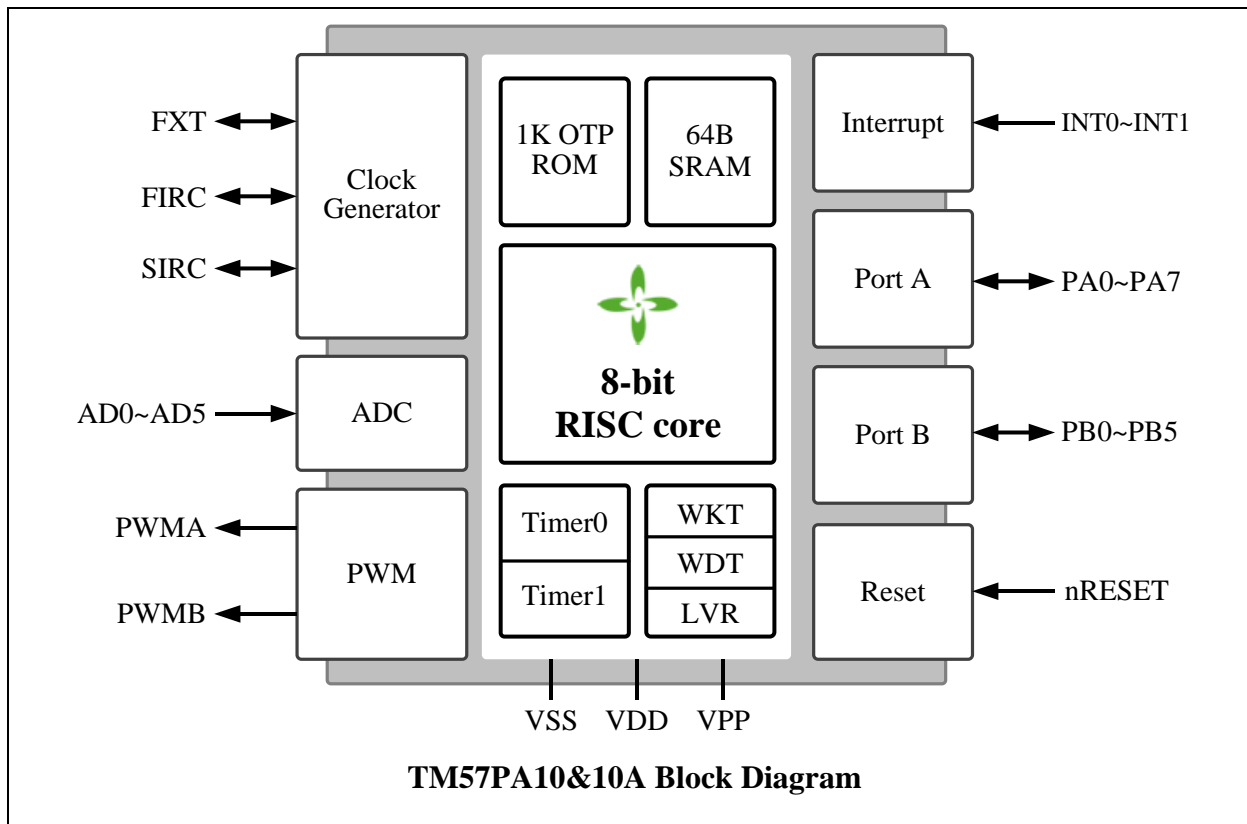 FXT
FIRC
SIRC
Clock
Generator
AD0~AD5
ADC
PWMA
PWMB
PWM
1K OTP
ROM
64B
SRAM
8-bit
RISC core
Timer0
Timer1
WKT
WDT
LVR
VSS
VDD
VPP
Interrupt
INT0~INT1
Port A
PA0~PA7
Port B
PB0~PB5
Reset
nRESET
TM57PA10&10A Block Diagram